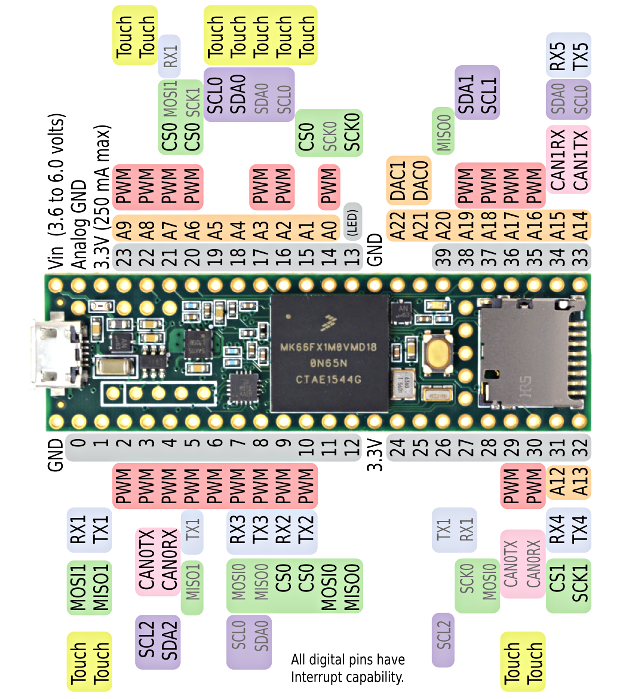 Vin (3.6 to 6.0 volts)
Analog GND
3.3V (250 mA max)
23 A9 PWM Touch
22 A8 PWM Touch
21 A7 PWM CS0 MOSI1 RX1
20 A6 PWM CS0 SCK1
19 A5 SCL0 Touch
18 A4 SDA0 Touch
17 A3 PWM SDA0 Touch
16 A2 PWM SCL0 Touch
15 A1 CS0 Touch
14 A0 PWM SCK0
13 (LED) SCK0
GND
A22 DAC1
A21 DAC0
39 A20 MISO0
38 A19 PWM SDA1
37 A18 PWM SCL1
36 A17 PWM
35 A16 PWM
34 A15 CAN1RX SDA0 RX5
33 A14 CAN1TX SCL0 TX5
MK66FX1M0VMD18
0N65N
CTAE1544G
GND
Touch MOSI1 RX1 0
Touch MISO1 TX1 1
PWM 2
SCL2 CAN0TX PWM 3
SDA2 CAN0RX PWM 4
MISO1 TX1 PWM 5
PWM 6
SCL0 MOSI0 RX3 PWM 7
SDA0 MISO0 TX3 PWM 8
CS0 RX2 PWM 9
CS0 TX2 PWM 10
MOSI0 11
MISO0 12
3.3V
24
25
SCL2 TX1 26
SCK0 RX1 27
MOSI0 28
Touch CAN0TX PWM 29
Touch CAN0RX PWM 30
CS1 RX4 A12 31
SCK1 TX4 A13 32
All digital pins have
Interrupt capability.